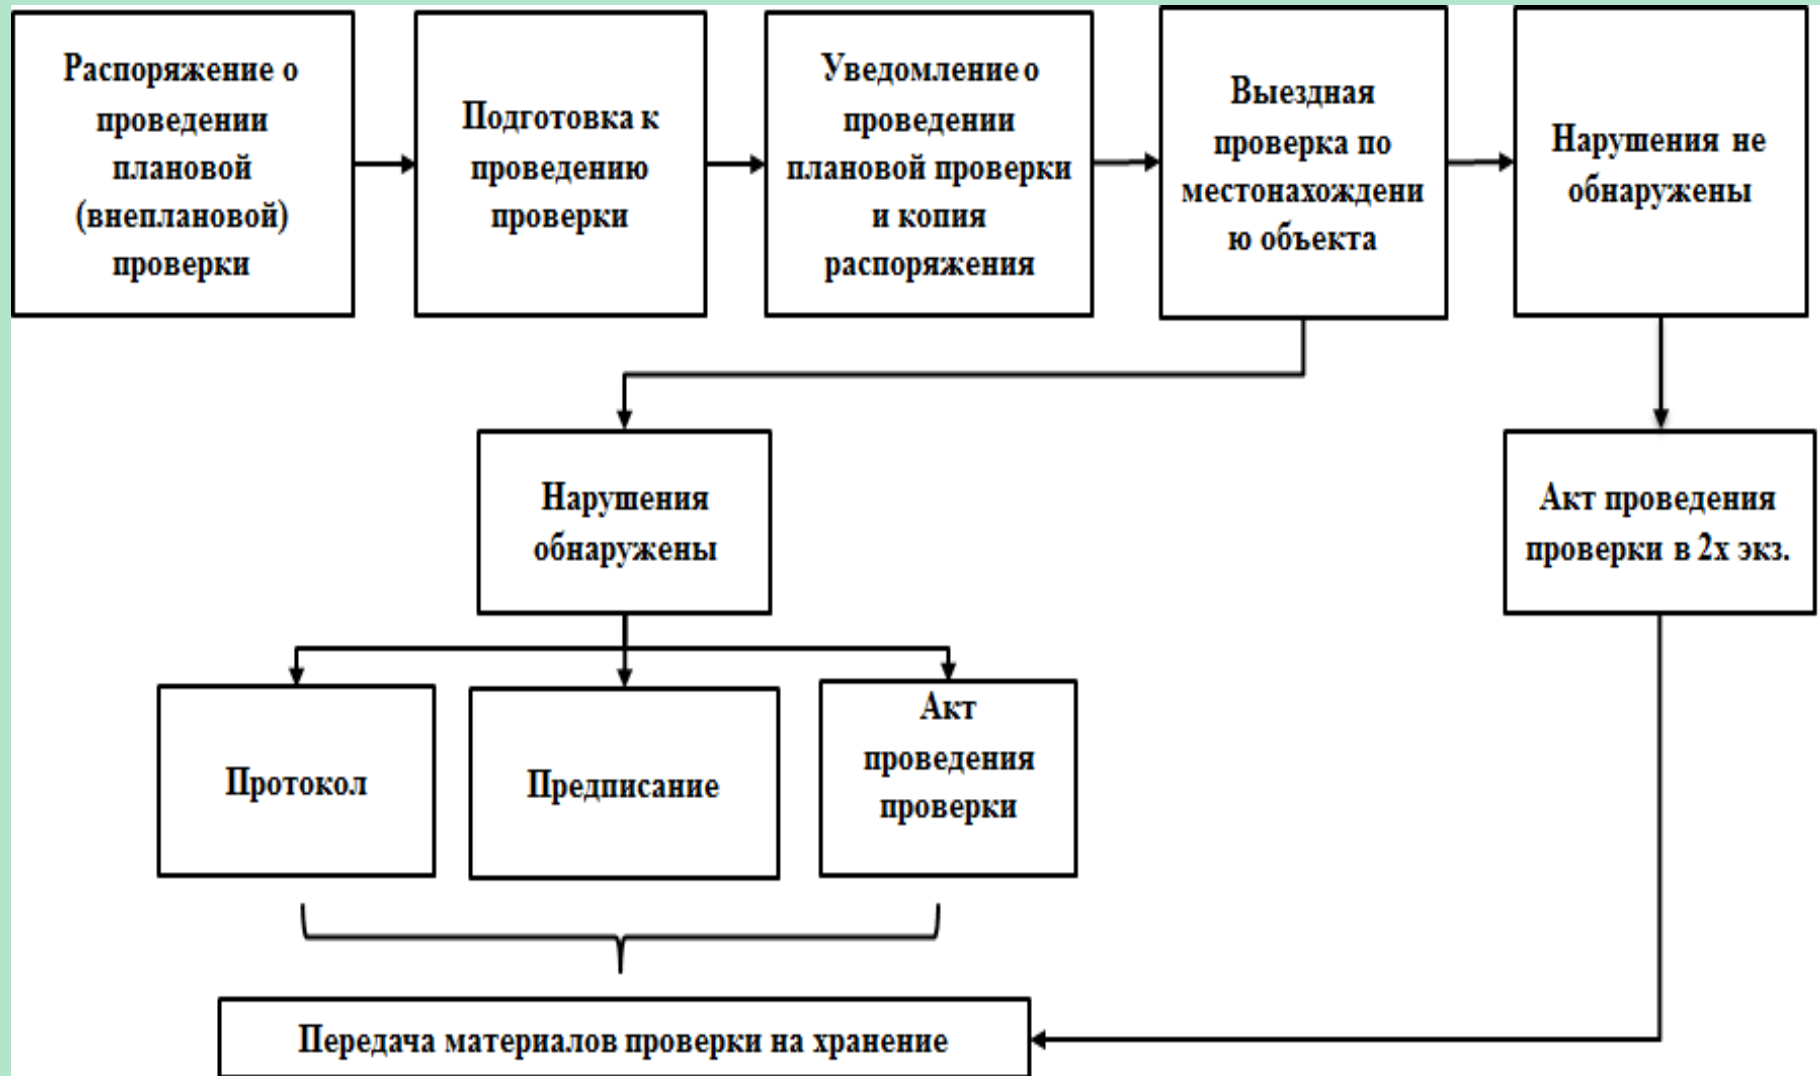 Распоряжение о
проведении
плановой
(внеплановой)
проверки
Подготовка к
проведению
проверки
Уведомление о
проведении
плановой проверки
и копия
распоряжения
Выездная
проверка по
местонахождени
ю объекта
Нарушения не
обнаружены
Нарушения
обнаружены
Акт проведения
проверки в 2х экз.
Протокол
Предписание
Акт
проведения
проверки
Передача материалов проверки на хранение